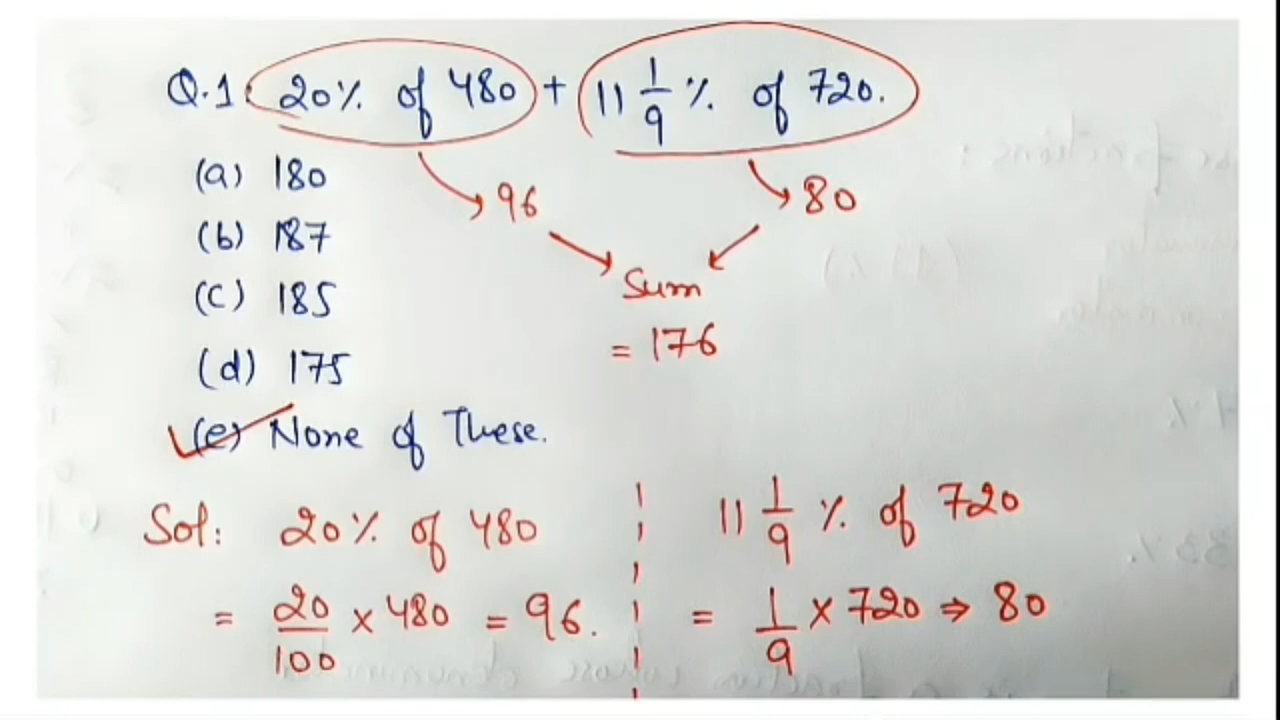 Q.1: 20% of 480 + 11 1/9 % of 720.
(a) 180
(b) 187
(c) 185
(d) 175
(e) None of These.
96
80
Sum
= 176
Sol: 20% of 480
= 20/100 × 480 = 96.
11 1/9 % of 720
= 1/9 × 720 ⇒ 80